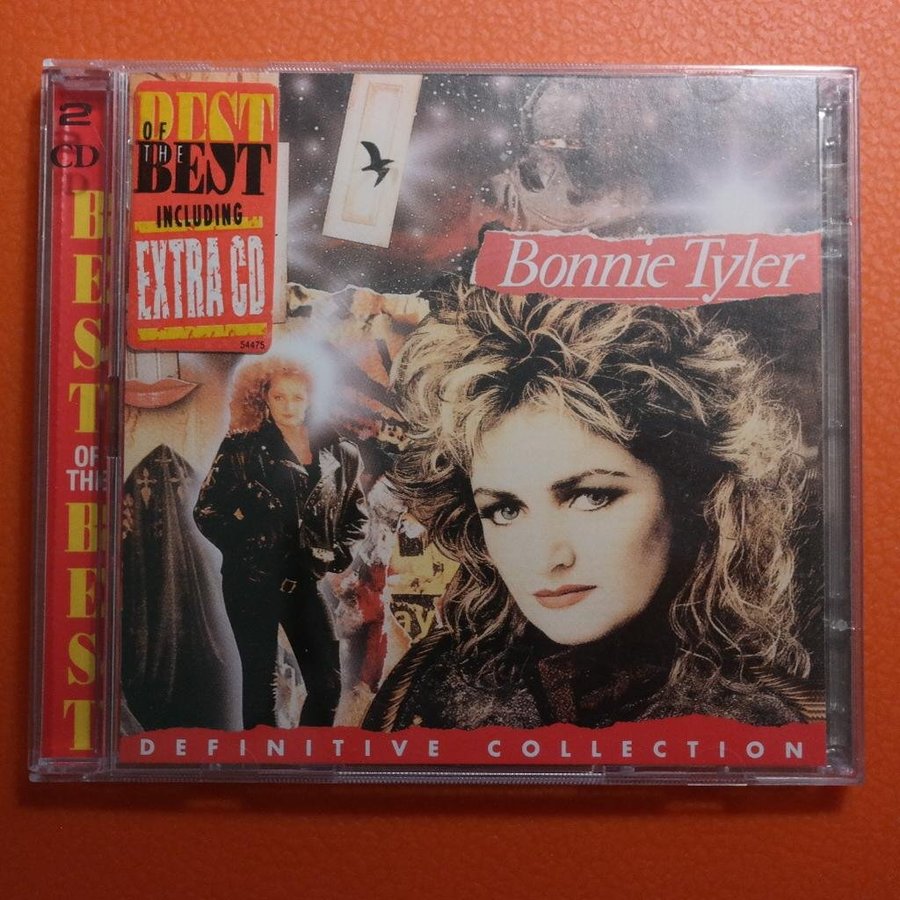 2
CD
BEST
OF
THE
BEST
BEST
OF
THE
BEST
INCLUDING
EXTRA CD
54475
Bonnie Tyler
DEFINITIVE COLLECTION